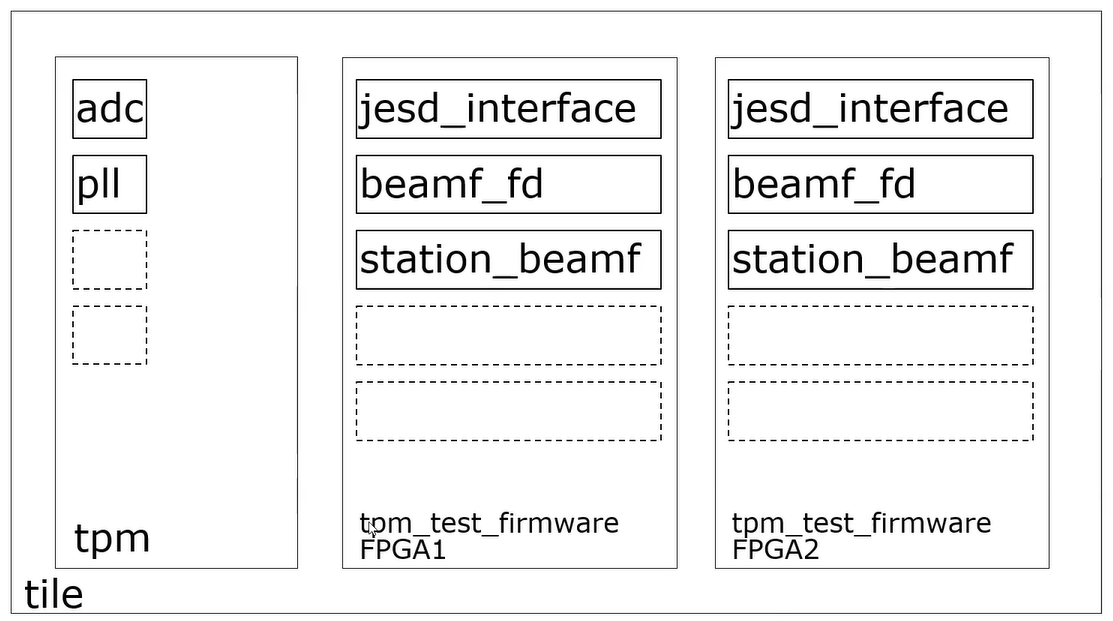 adc
pll
tpm
jesd_interface
beamf_fd
station_beamf
tpm_test_firmware
FPGA1
jesd_interface
beamf_fd
station_beamf
tpm_test_firmware
FPGA2
tile